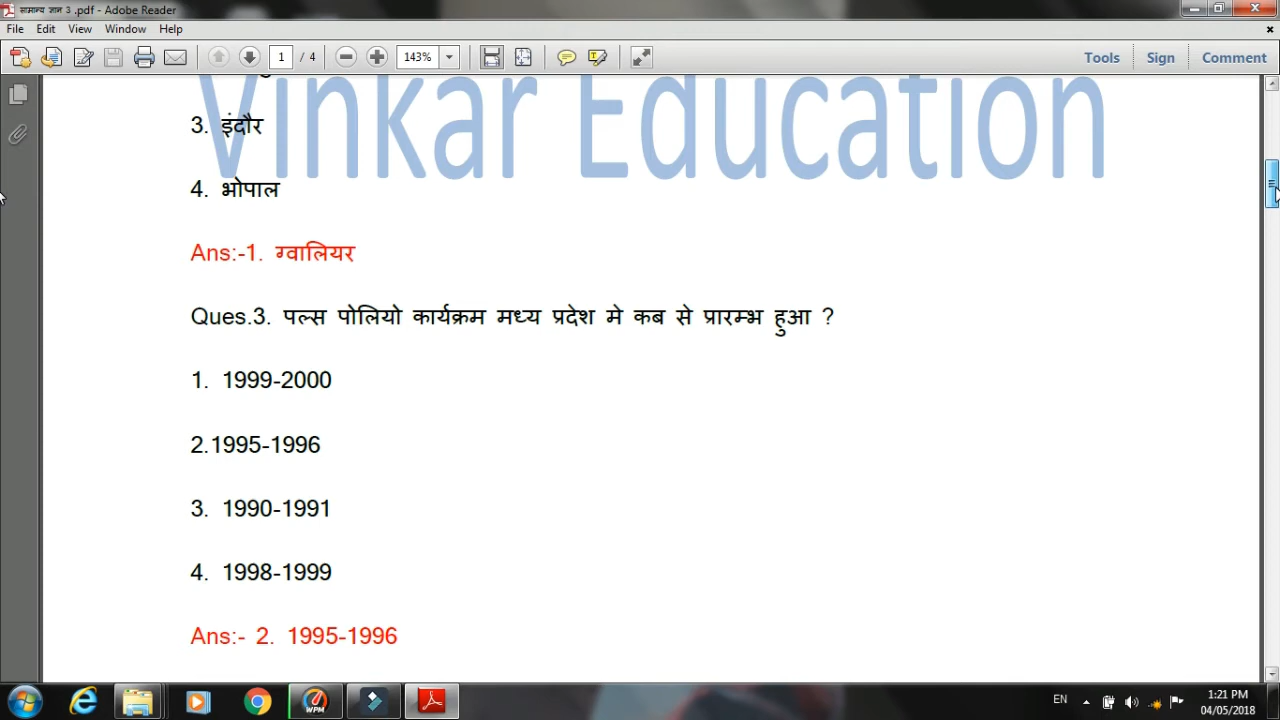 सामान्य ज्ञान 3 .pdf - Adobe Reader
File Edit View Window Help
1 / 4 143% Tools Sign Comment
Vinkar Education
3. इंदौर
4. भोपाल
Ans:-1. ग्वालियर
Ques.3. पल्स पोलियो कार्यक्रम मध्य प्रदेश मे कब से प्रारम्भ हुआ ?
1. 1999-2000
2.1995-1996
3. 1990-1991
4. 1998-1999
Ans:- 2. 1995-1996
WPM EN 1:21 PM
04/05/2018